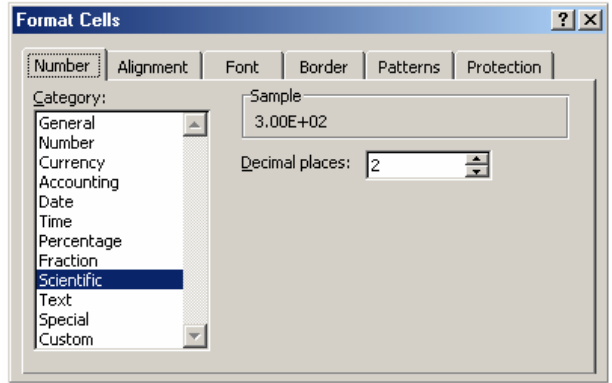 Format Cells
Number Alignment Font Border Patterns Protection
Category:
General
Number
Currency
Accounting
Date
Time
Percentage
Fraction
Scientific
Text
Special
Custom
Sample
3.00E+02
Decimal places: 2